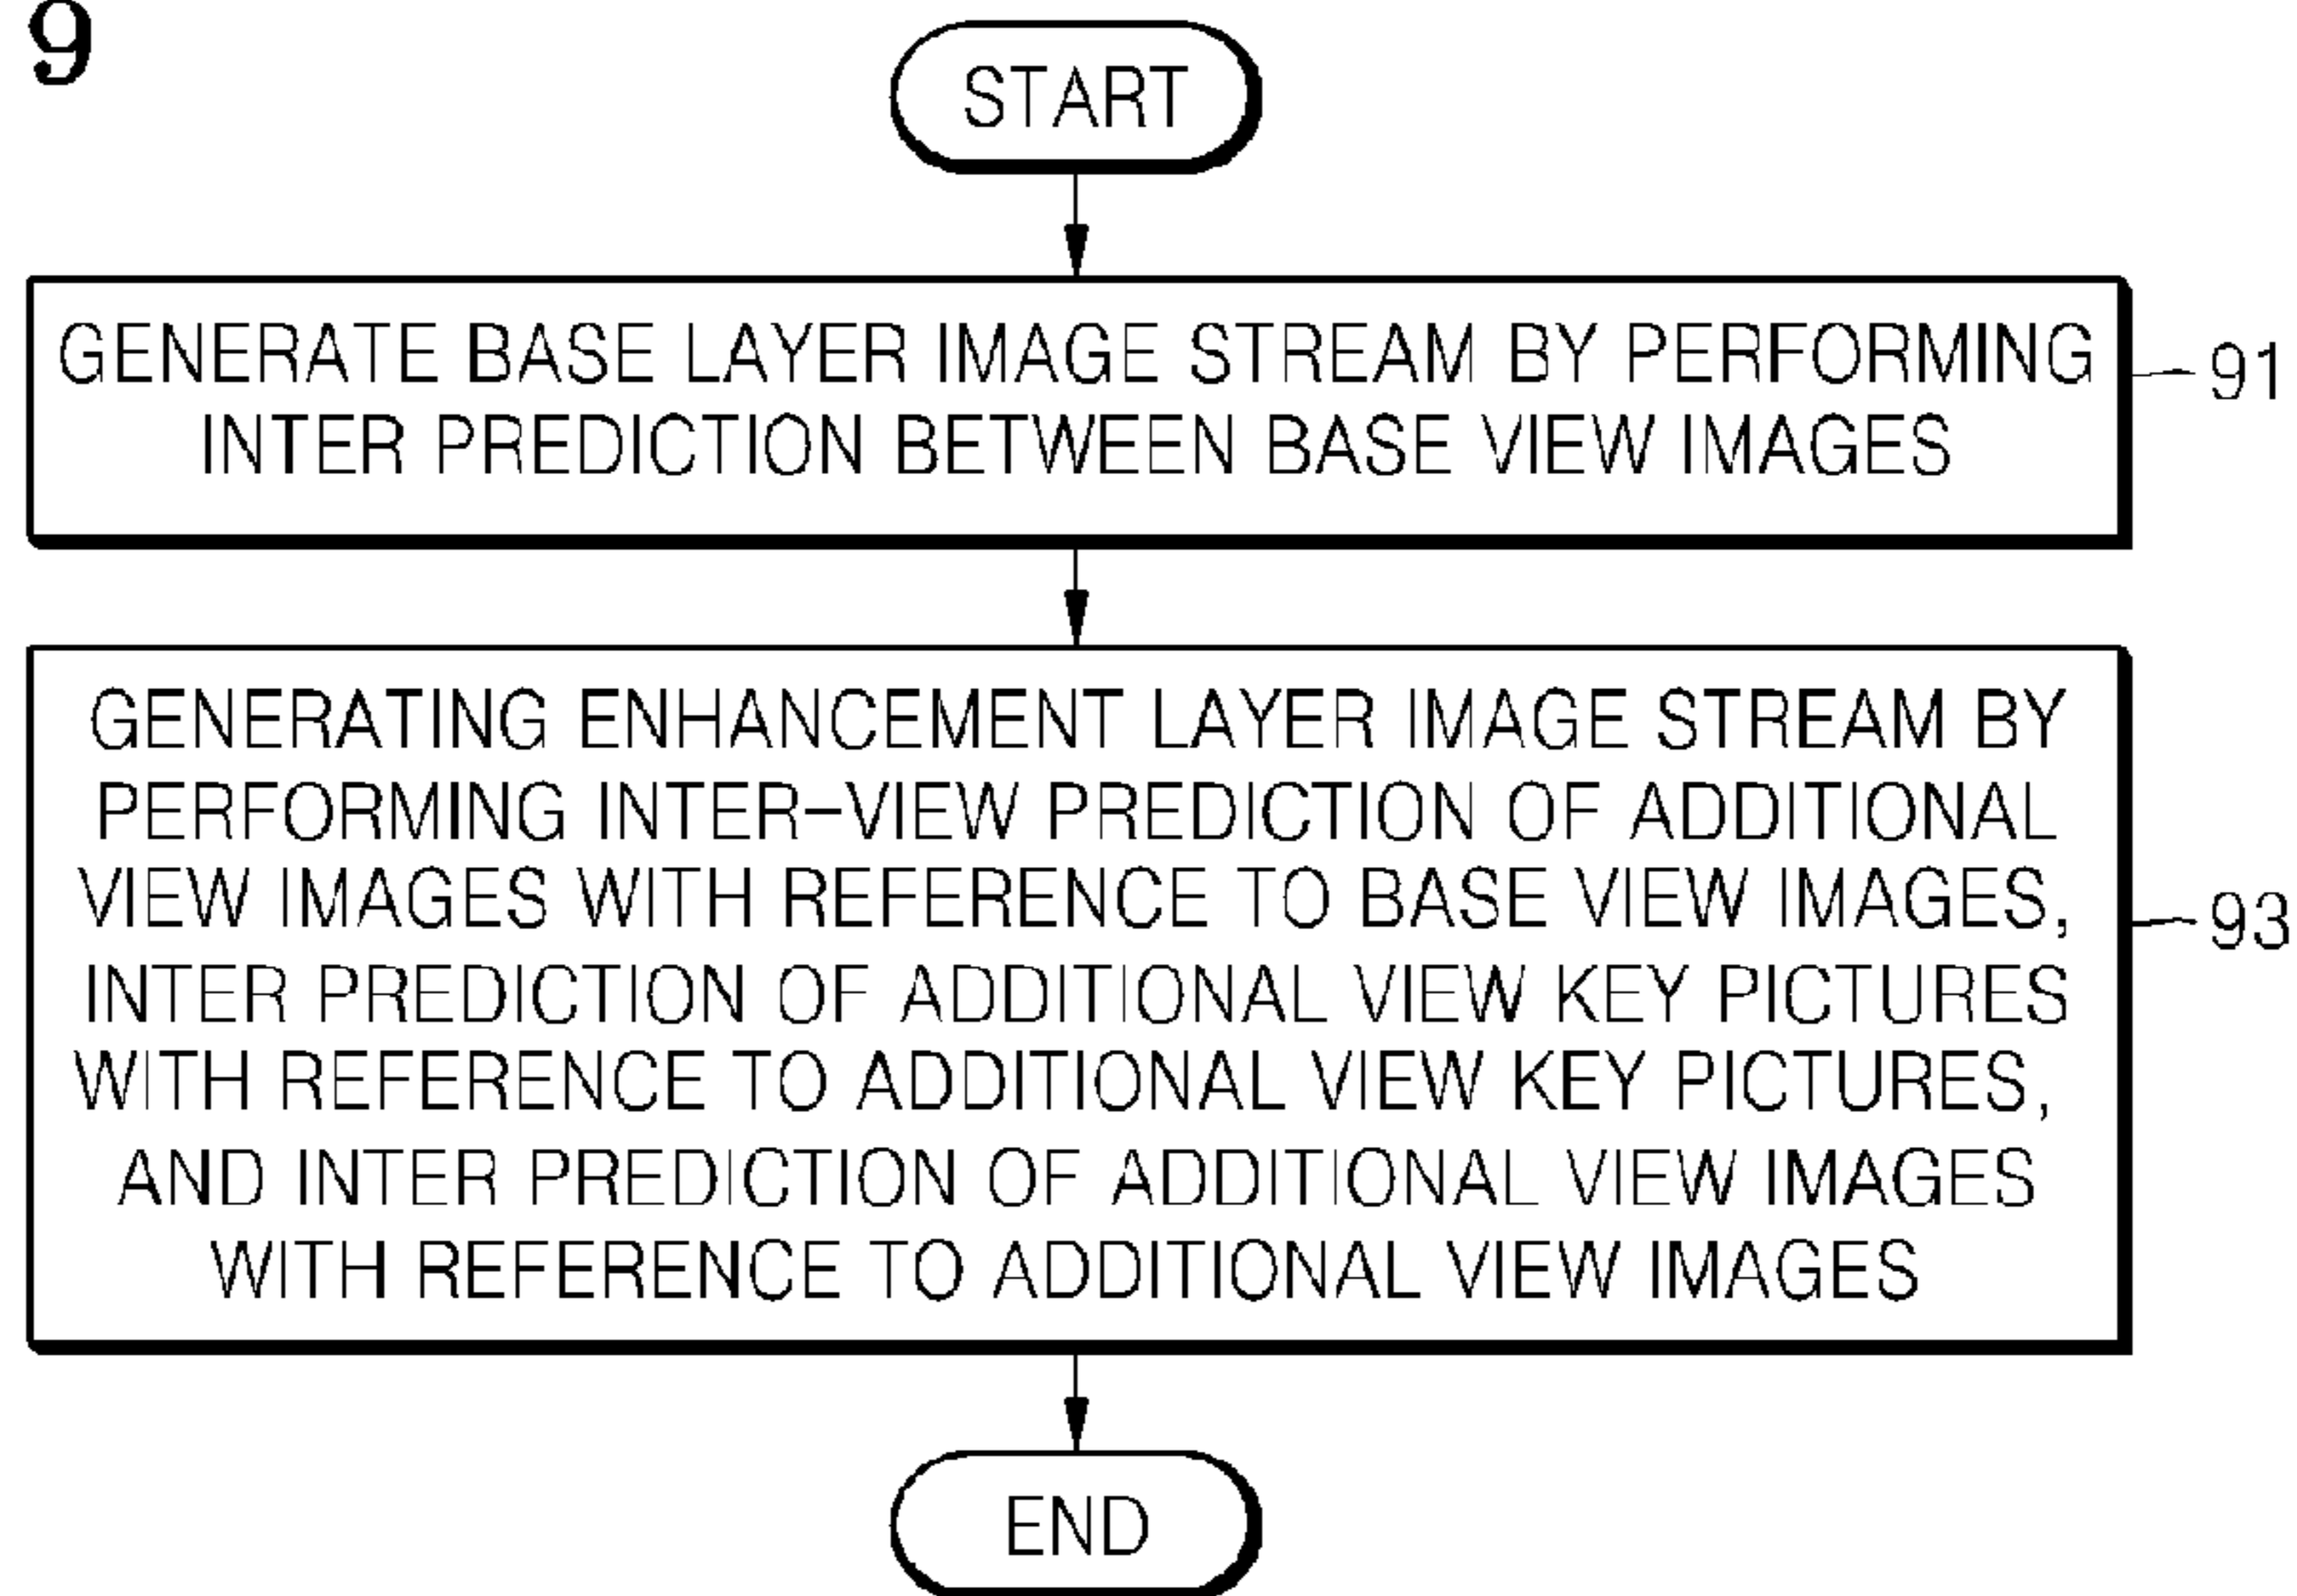 9
START
GENERATE BASE LAYER IMAGE STREAM BY PERFORMING
INTER PREDICTION BETWEEN BASE VIEW IMAGES
91
GENERATING ENHANCEMENT LAYER IMAGE STREAM BY
PERFORMING INTER-VIEW PREDICTION OF ADDITIONAL
VIEW IMAGES WITH REFERENCE TO BASE VIEW IMAGES,
INTER PREDICTION OF ADDITIONAL VIEW KEY PICTURES
WITH REFERENCE TO ADDITIONAL VIEW KEY PICTURES,
AND INTER PREDICTION OF ADDITIONAL VIEW IMAGES
WITH REFERENCE TO ADDITIONAL VIEW IMAGES
93
END